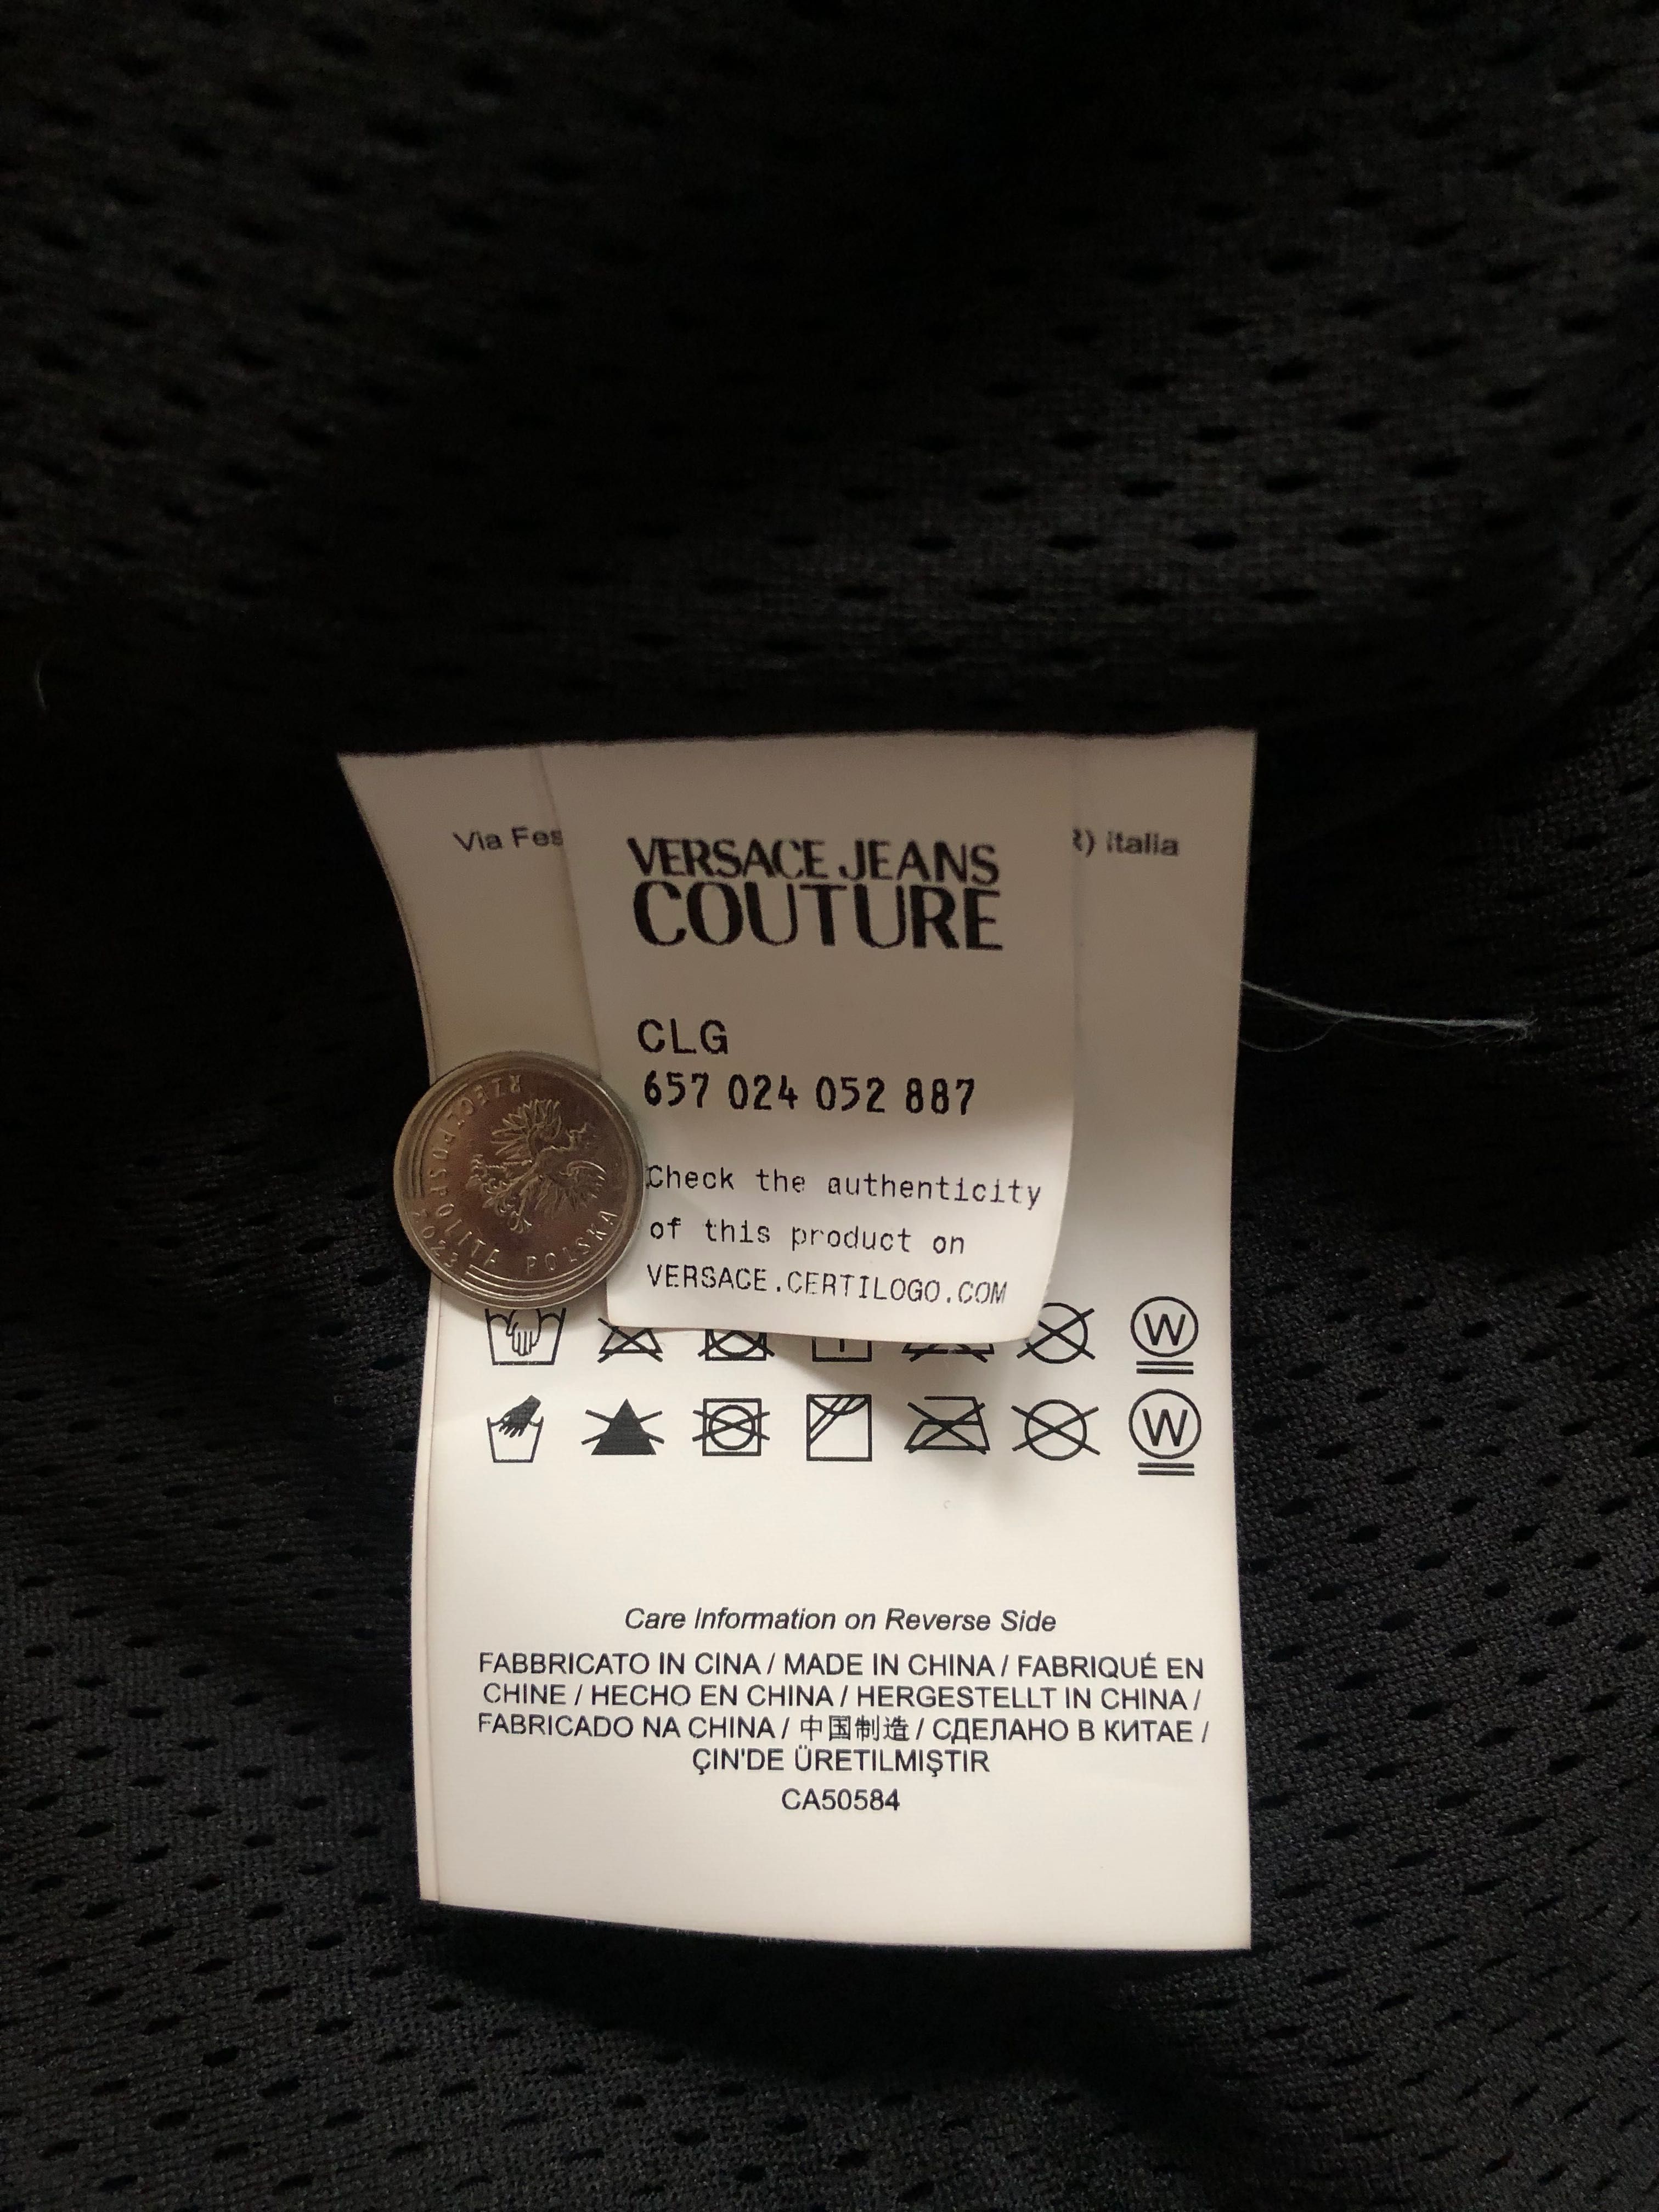 Via Fes
R) Italia
VERSACE JEANS
COUTURE
CLG
657 024 052 887
Check the authenticity
of this product on
VERSACE.CERTILOGO.COM
RZECZPOSPOLITA POLSKA
2023
W
W
Care Information on Reverse Side
FABBRICATO IN CINA / MADE IN CHINA / FABRIQUÉ EN
CHINE / HECHO EN CHINA / HERGESTELLT IN CHINA /
FABRICADO NA CHINA / 中国制造 / СДЕЛАНО В КИТАЕ /
ÇIN'DE ÜRETILMIŞTIR
CA50584